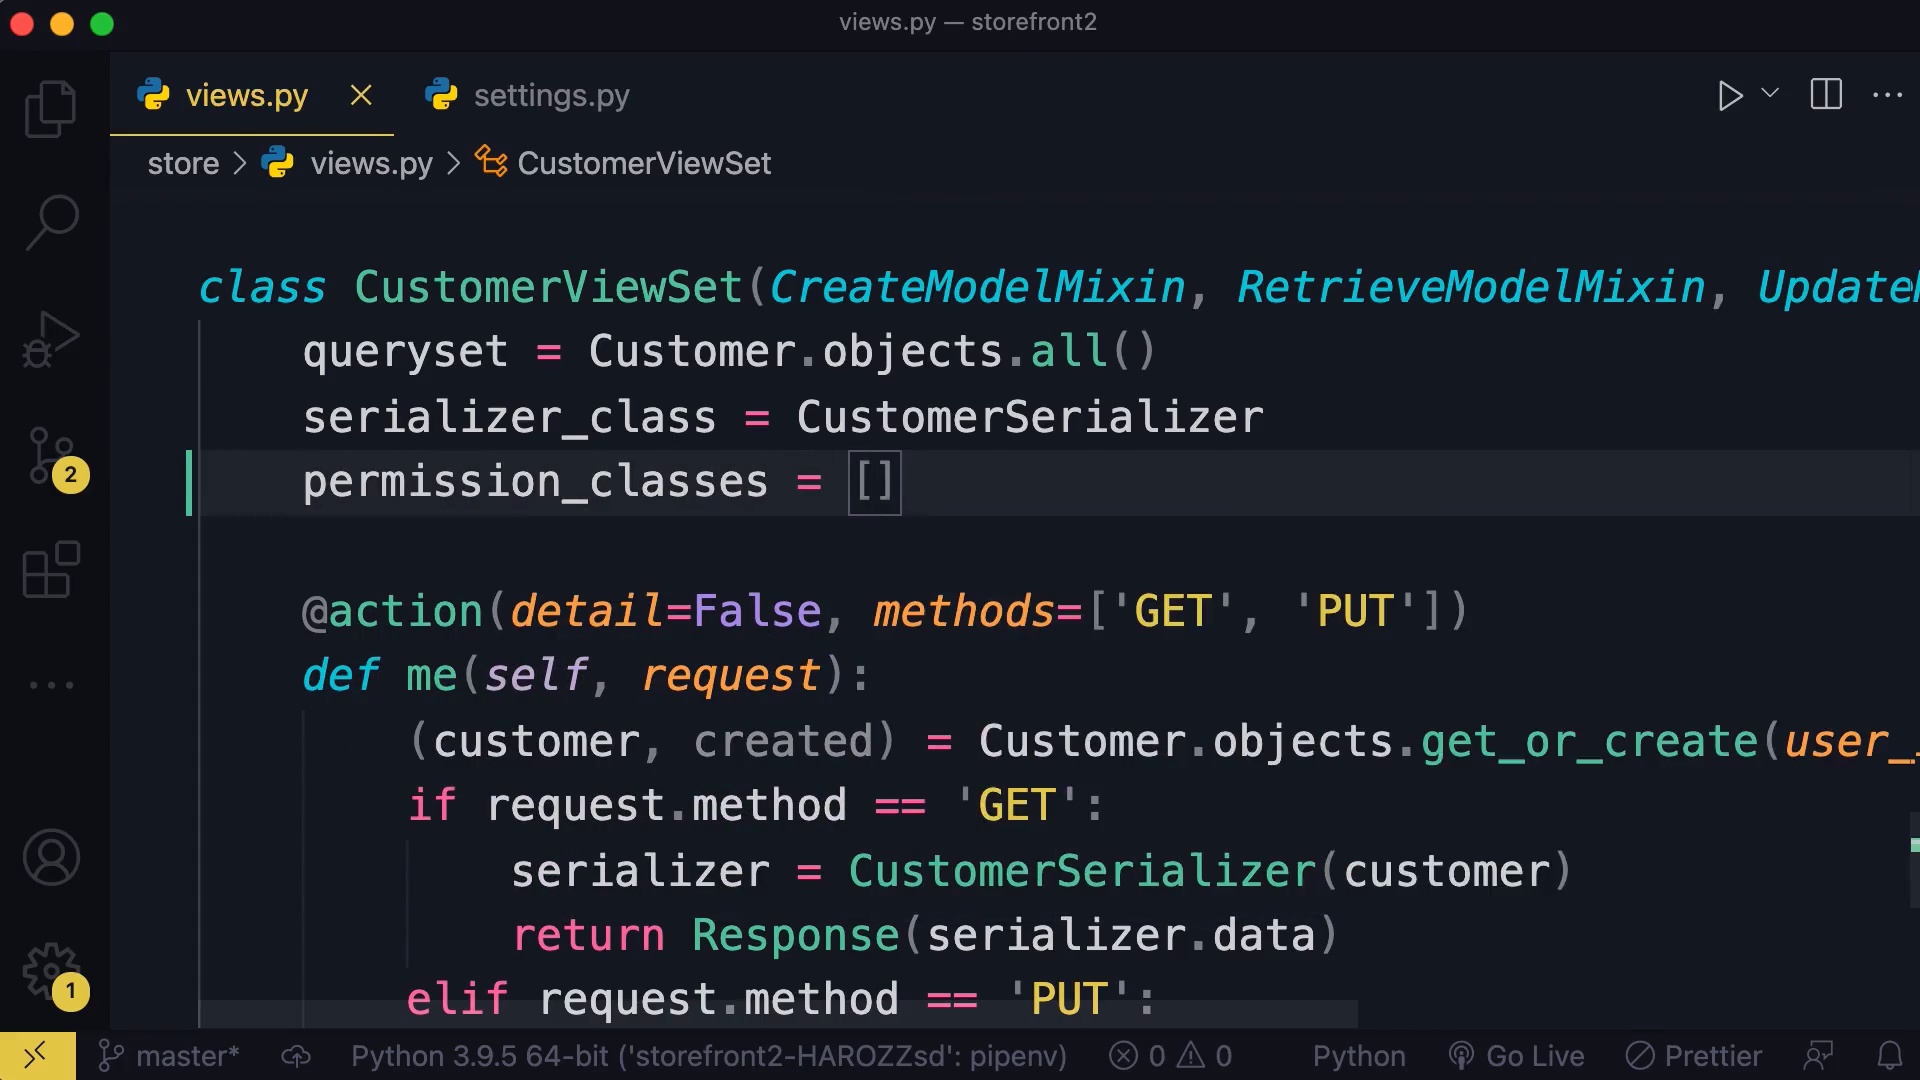 views.py — storefront2
views.py settings.py
store > views.py > CustomerViewSet
class CustomerViewSet(CreateModelMixin, RetrieveModelMixin, Update
queryset = Customer.objects.all()
serializer_class = CustomerSerializer
permission_classes = []
@action(detail=False, methods=['GET', 'PUT'])
def me(self, request):
(customer, created) = Customer.objects.get_or_create(user_
if request.method == 'GET':
serializer = CustomerSerializer(customer)
return Response(serializer.data)
elif request.method == 'PUT':
2
1
master* Python 3.9.5 64-bit ('storefront2-HAROZZsd': pipenv) 0 0 Python Go Live Prettier